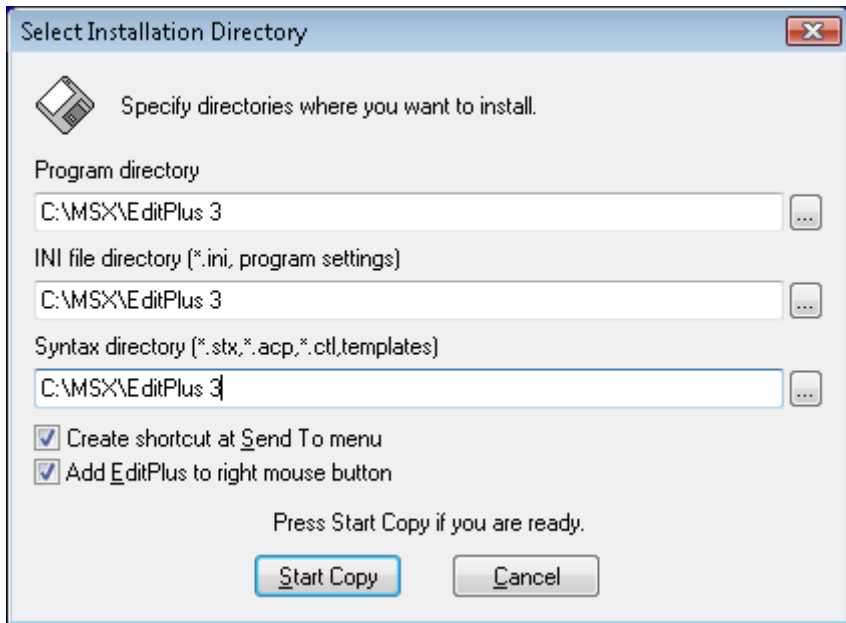 Select Installation Directory
Specify directories where you want to install.
Program directory
C:\MSX\EditPlus 3
...
INI file directory (*.ini, program settings)
C:\MSX\EditPlus 3
...
Syntax directory (*.stx,*.acp,*.ctl,templates)
C:\MSX\EditPlus 3
...
Create shortcut at Send To menu
Add EditPlus to right mouse button
Press Start Copy if you are ready.
Start Copy Cancel